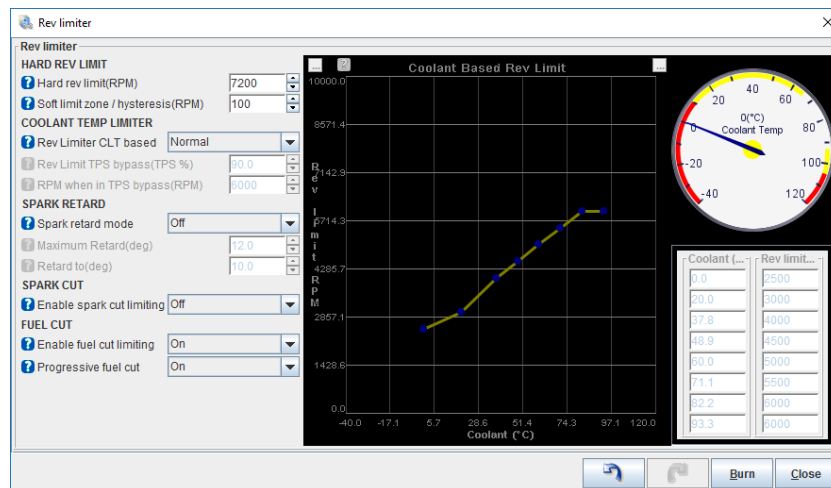 Rev limiter
Rev limiter
HARD REV LIMIT
Hard rev limit(RPM) 7200
Soft limit zone / hysteresis(RPM) 100
COOLANT TEMP LIMITER
Rev Limiter CLT based Normal
Rev Limit TPS bypass(TPS %) 90.0
RPM when in TPS bypass(RPM) 6000
SPARK RETARD
Spark retard mode Off
Maximum Retard(deg) 12.0
Retard to(deg) 10.0
SPARK CUT
Enable spark cut limiting Off
FUEL CUT
Enable fuel cut limiting On
Progressive fuel cut On
... ? Coolant Based Rev Limit ...
10000.0
8571.4
7142.9
5714.3
4285.7
2857.1
1428.6
0.0
Rev limit RPM
-40.0 -17.1 5.7 28.6 51.4 74.3 97.1 120.0
Coolant (°C)
-40 -20 0 20 40 60 80 100 120
0(°C)
Coolant Temp
Coolant (... Rev limit...
0.0 2500
20.0 3000
37.8 4000
48.9 4500
60.0 5000
71.1 5500
82.2 6000
93.3 6000
Burn Close